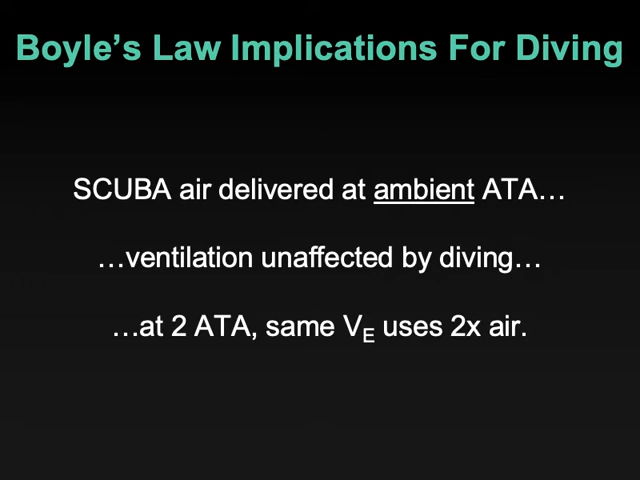 Boyle’s Law Implications For Diving
SCUBA air delivered at ambient ATA…
…ventilation unaffected by diving…
…at 2 ATA, same VE uses 2x air.